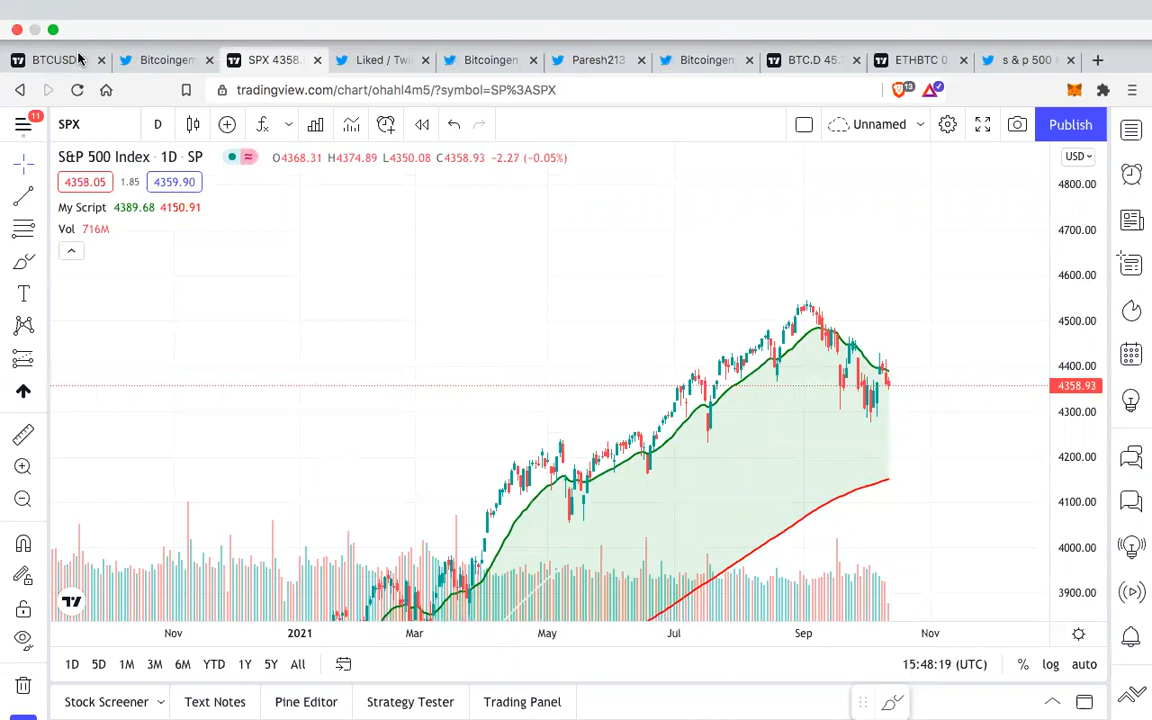 BTCUSD
Bitcoingen
SPX 4358.
Liked / Twi
Bitcoingen
Paresh213
Bitcoingen
BTC.D 45.
ETHBTC 0
s & p 500
tradingview.com/chart/ohahl4m5/?symbol=SP%3ASPX
13
11
SPX
D
Unnamed
Publish
S&P 500 Index · 1D · SP
O4368.31 H4374.89 L4350.08 C4358.93 −2.27 (−0.05%)
USD
4358.05
1.85
4359.90
My Script 4389.68 4150.91
Vol 716M
4800.00
4700.00
4600.00
4500.00
4400.00
4358.93
4300.00
4200.00
4100.00
4000.00
3900.00
Nov
2021
Mar
May
Jul
Sep
Nov
1D
5D
1M
3M
6M
YTD
1Y
5Y
All
15:48:19 (UTC)
%
log
auto
Stock Screener
Text Notes
Pine Editor
Strategy Tester
Trading Panel